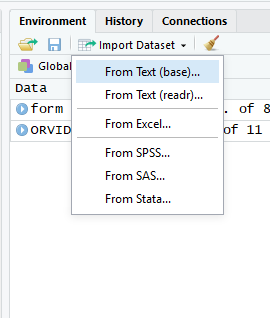 Environment History Connections
Import Dataset
Global
From Text (base)...
From Text (readr)...
From Excel...
From SPSS...
From SAS...
From Stata...
Data
form . of 8
ORVID of 11